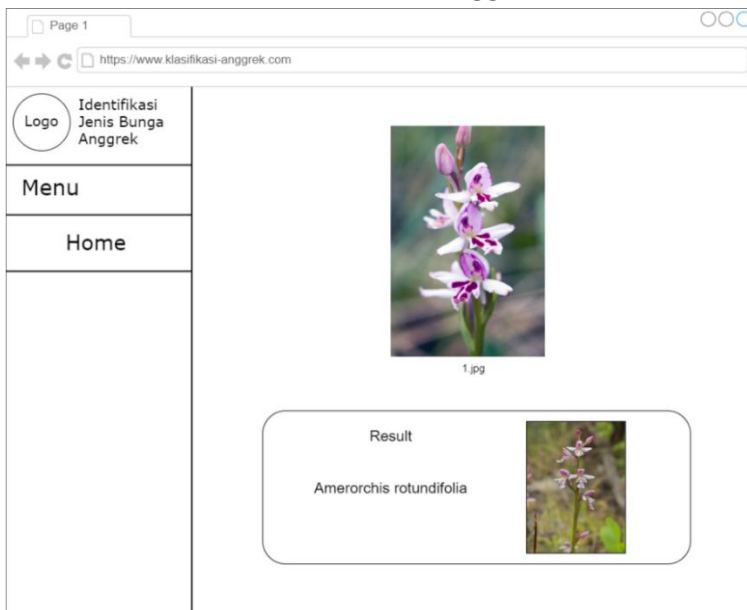 Page 1
https://www.klasifikasi-anggrek.com
Logo
Identifikasi
Jenis Bunga
Anggrek
Menu
Home
1.jpg
Result
Amerorchis rotundifolia